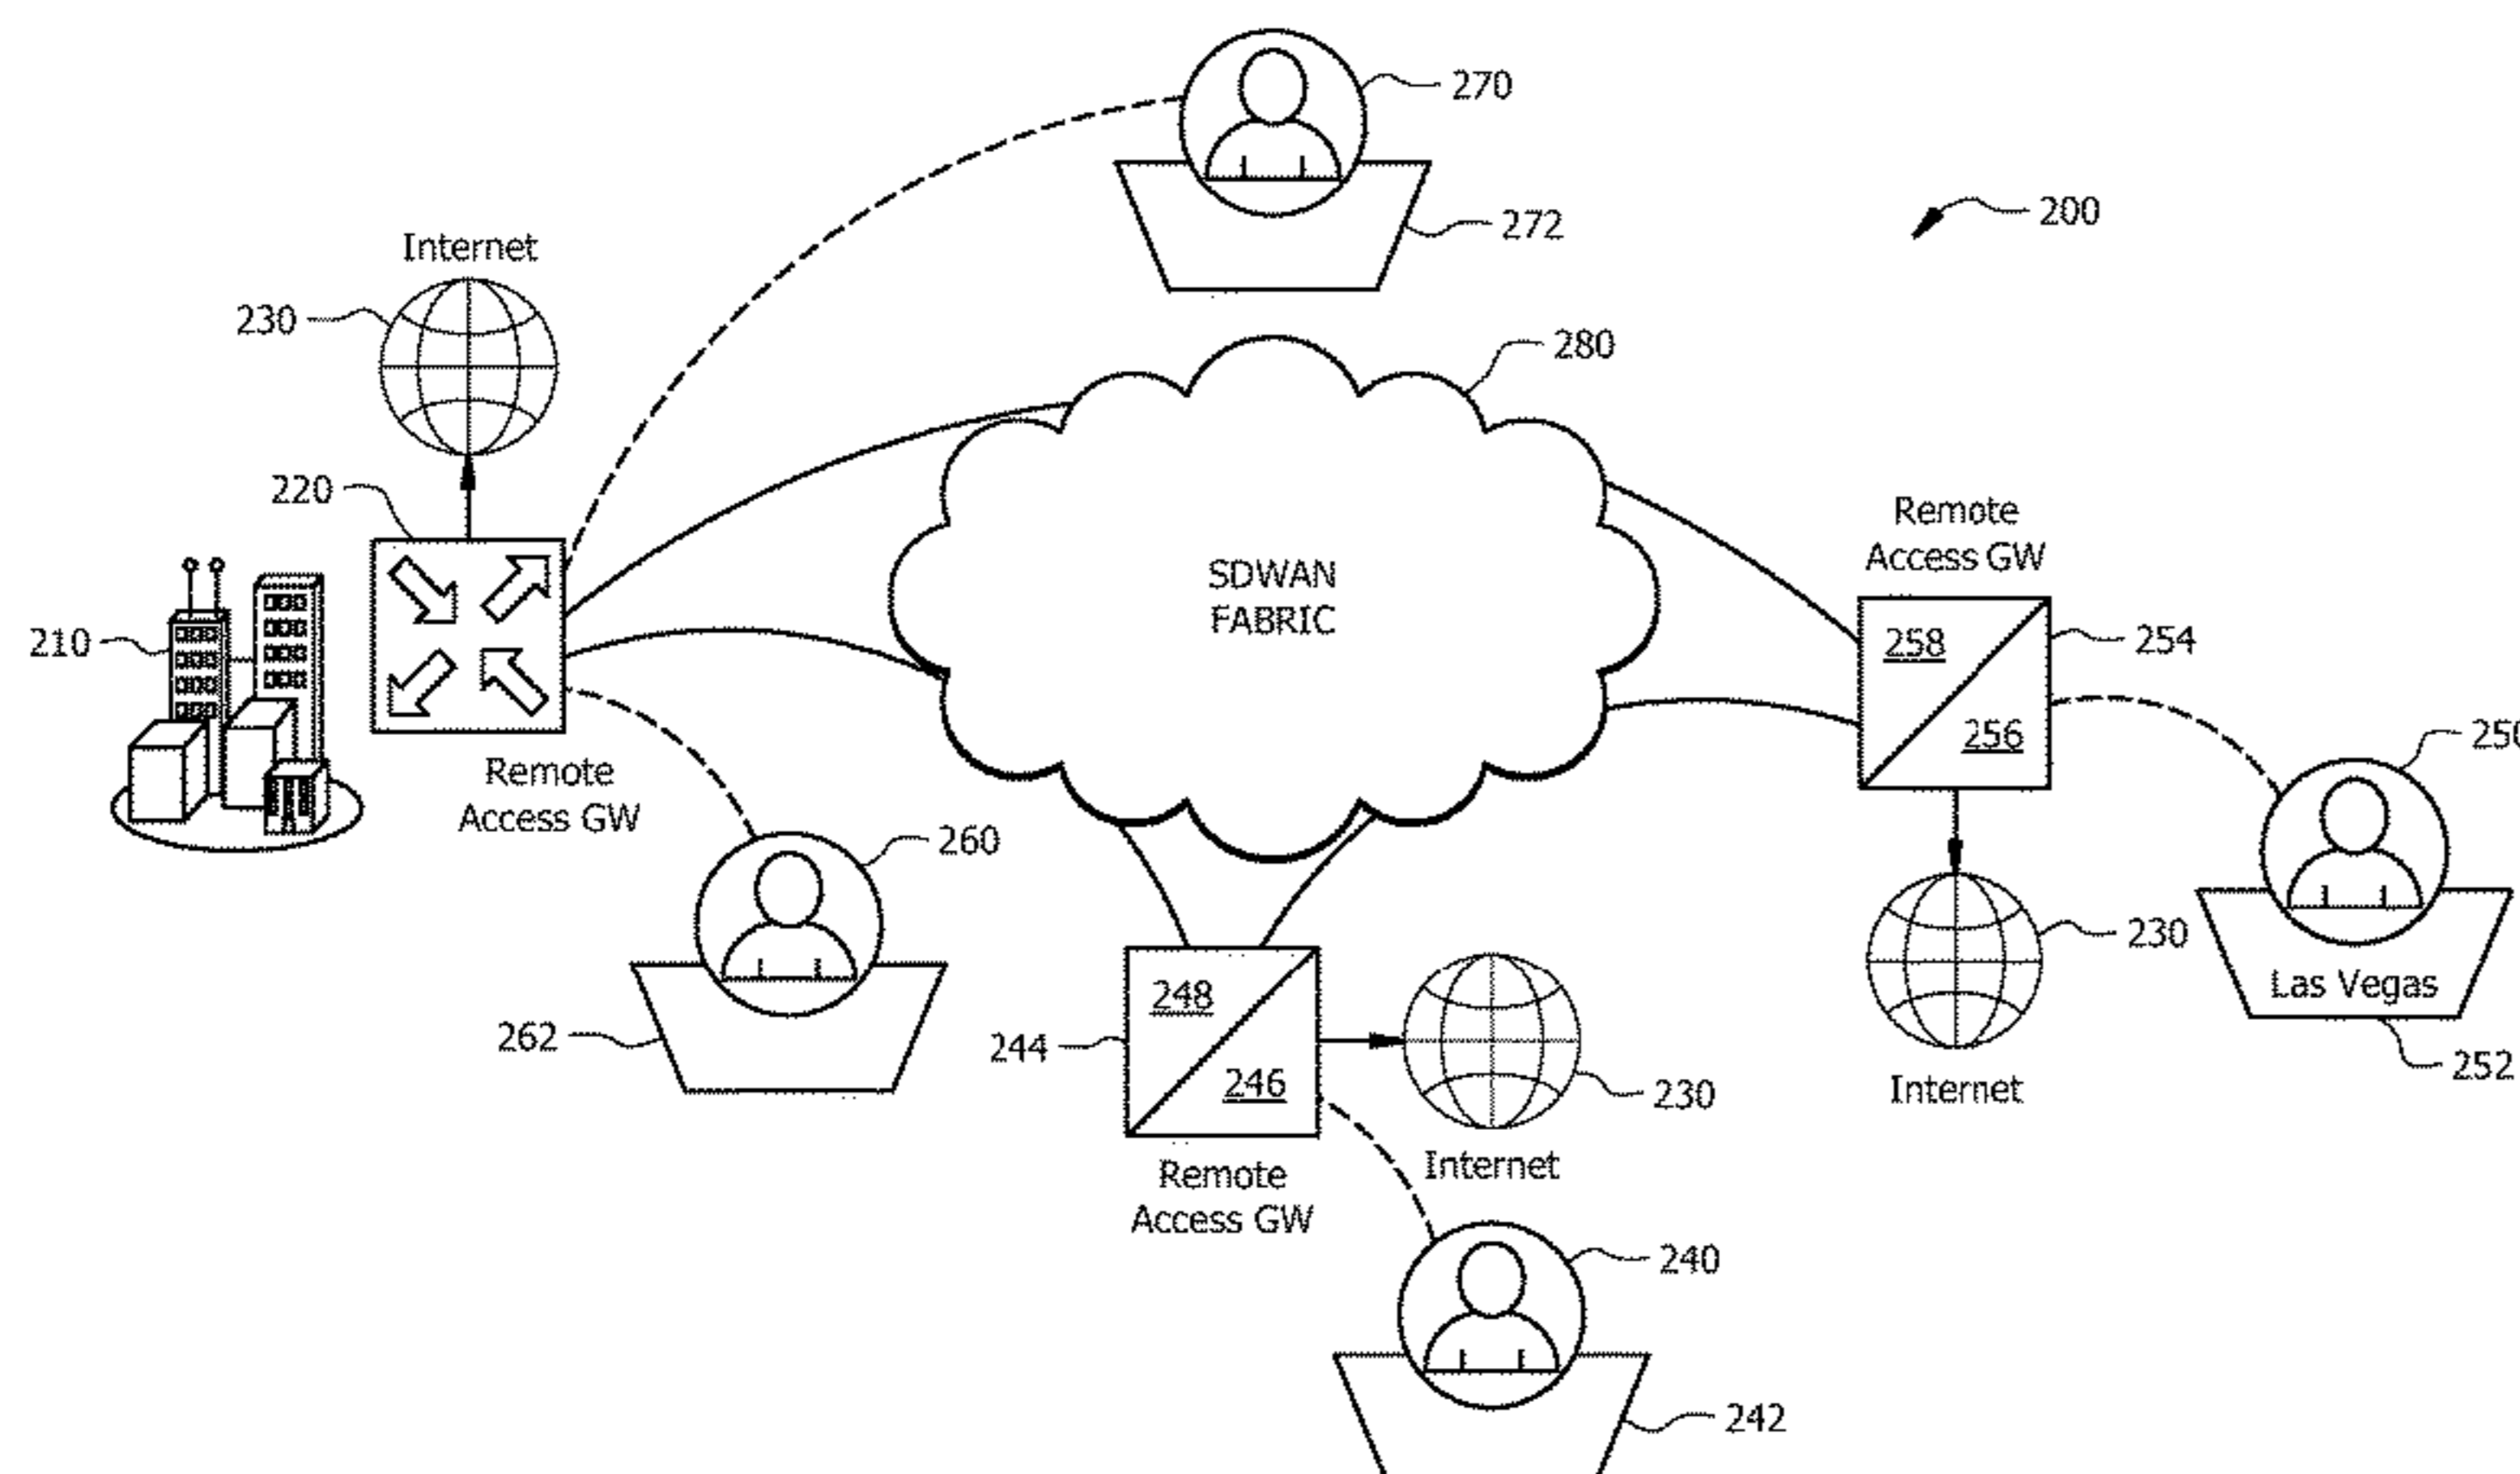 270
272
200
Internet
230
280
220
SDWAN
FABRIC
Remote
Access GW
210
258
254
256
Remote
Access GW
260
262
248
244
246
230
Internet
Remote
Access GW
230
Internet
Las Vegas
252
240
242